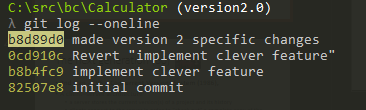 C:\src\bc\Calculator (version2.0)
λ git log --oneline
b8d89d0 made version 2 specific changes
0cd910c Revert "implement clever feature"
b8b4fc9 implement clever feature
82507e8 initial commit